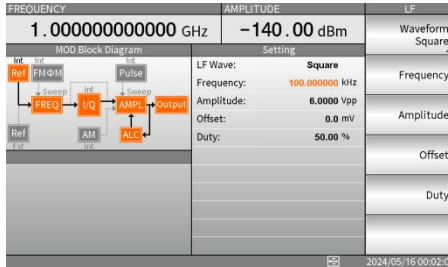 FREQUENCY
AMPLITUDE
LF
1.000000000000 GHz
−140.00 dBm
Waveform
Square
MOD Block Diagram
Setting
Int
Int
Int
Ref
FMΦM
Pulse
Sweep
Int
Sweep
FREQ
I/Q
AMPL
Output
Ref
AM
ALC
Ext
Int
LF Wave: Square
Frequency: 100.000000 kHz
Amplitude: 6.0000 Vpp
Offset: 0.0 mV
Duty: 50.00 %
Frequency
Amplitude
Offset
Duty
2024/05/16 00:02: